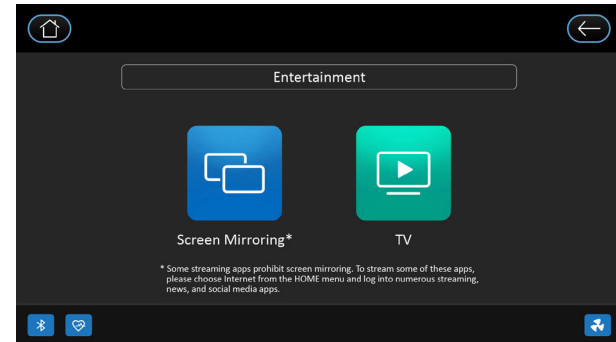 Entertainment
Screen Mirroring*
TV
* Some streaming apps prohibit screen mirroring. To stream some of these apps,
please choose Internet from the HOME menu and log into numerous streaming,
news, and social media apps.